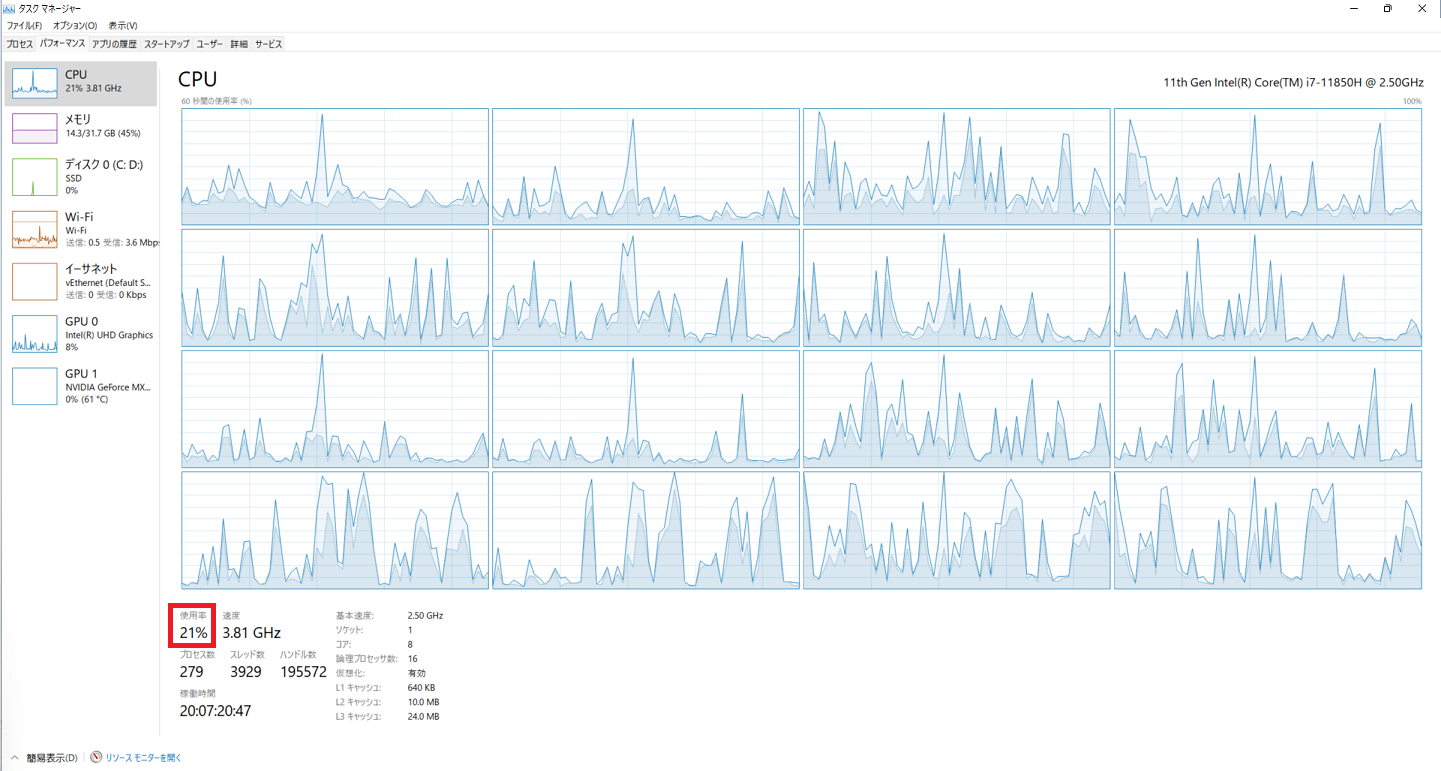 タスク マネージャー
ファイル(F) オプション(O) 表示(V)
プロセス パフォーマンス アプリの履歴 スタートアップ ユーザー 詳細 サービス
CPU
21% 3.81 GHz
メモリ
14.3/31.7 GB (45%)
ディスク 0 (C: D:)
SSD
0%
Wi-Fi
Wi-Fi
送信: 0.5 受信: 3.6 Mbps
イーサネット
vEthernet (Default S...
送信: 0 受信: 0 Kbps
GPU 0
Intel(R) UHD Graphics
8%
GPU 1
NVIDIA GeForce MX...
0% (61 °C)
CPU
11th Gen Intel(R) Core(TM) i7-11850H @ 2.50GHz
60 秒間の使用率 (%)
100%
使用率 速度
21% 3.81 GHz
プロセス数 スレッド数 ハンドル数
279 3929 195572
稼働時間
20:07:20:47
基本速度: 2.50 GHz
ソケット: 1
コア: 8
論理プロセッサ数: 16
仮想化: 有効
L1 キャッシュ: 640 KB
L2 キャッシュ: 10.0 MB
L3 キャッシュ: 24.0 MB
簡易表示(D) リソース モニターを開く